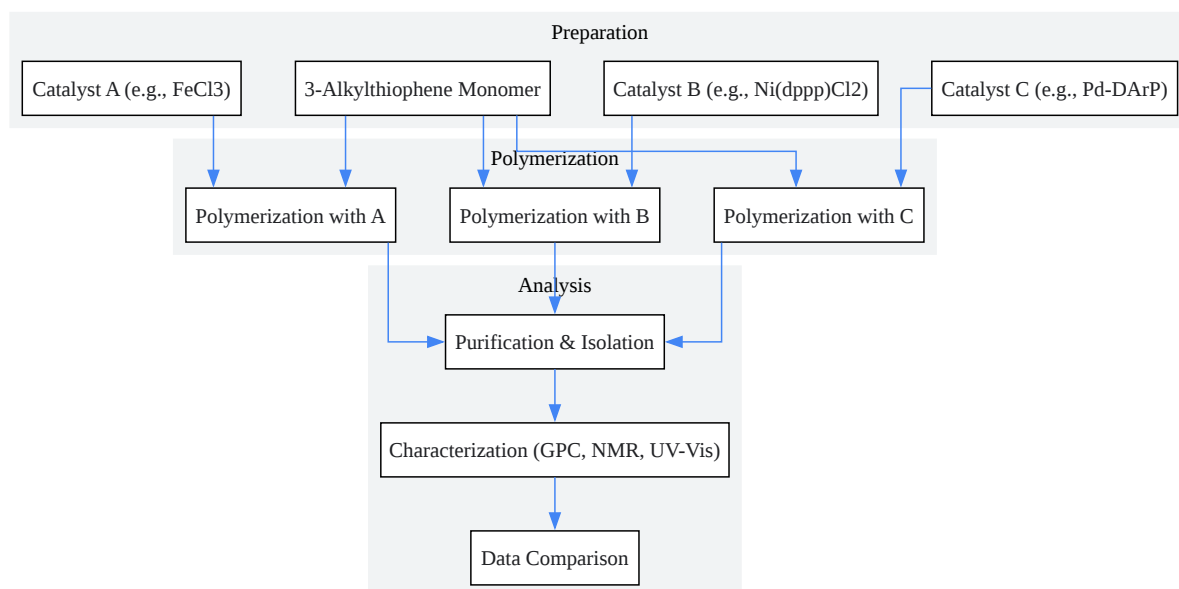 Preparation
Catalyst A (e.g., FeCl3)
3-Alkylthiophene Monomer
Catalyst B (e.g., Ni(dppp)Cl2)
Catalyst C (e.g., Pd-DArP)
Polymerization
Polymerization with A
Polymerization with B
Polymerization with C
Analysis
Purification & Isolation
Characterization (GPC, NMR, UV-Vis)
Data Comparison